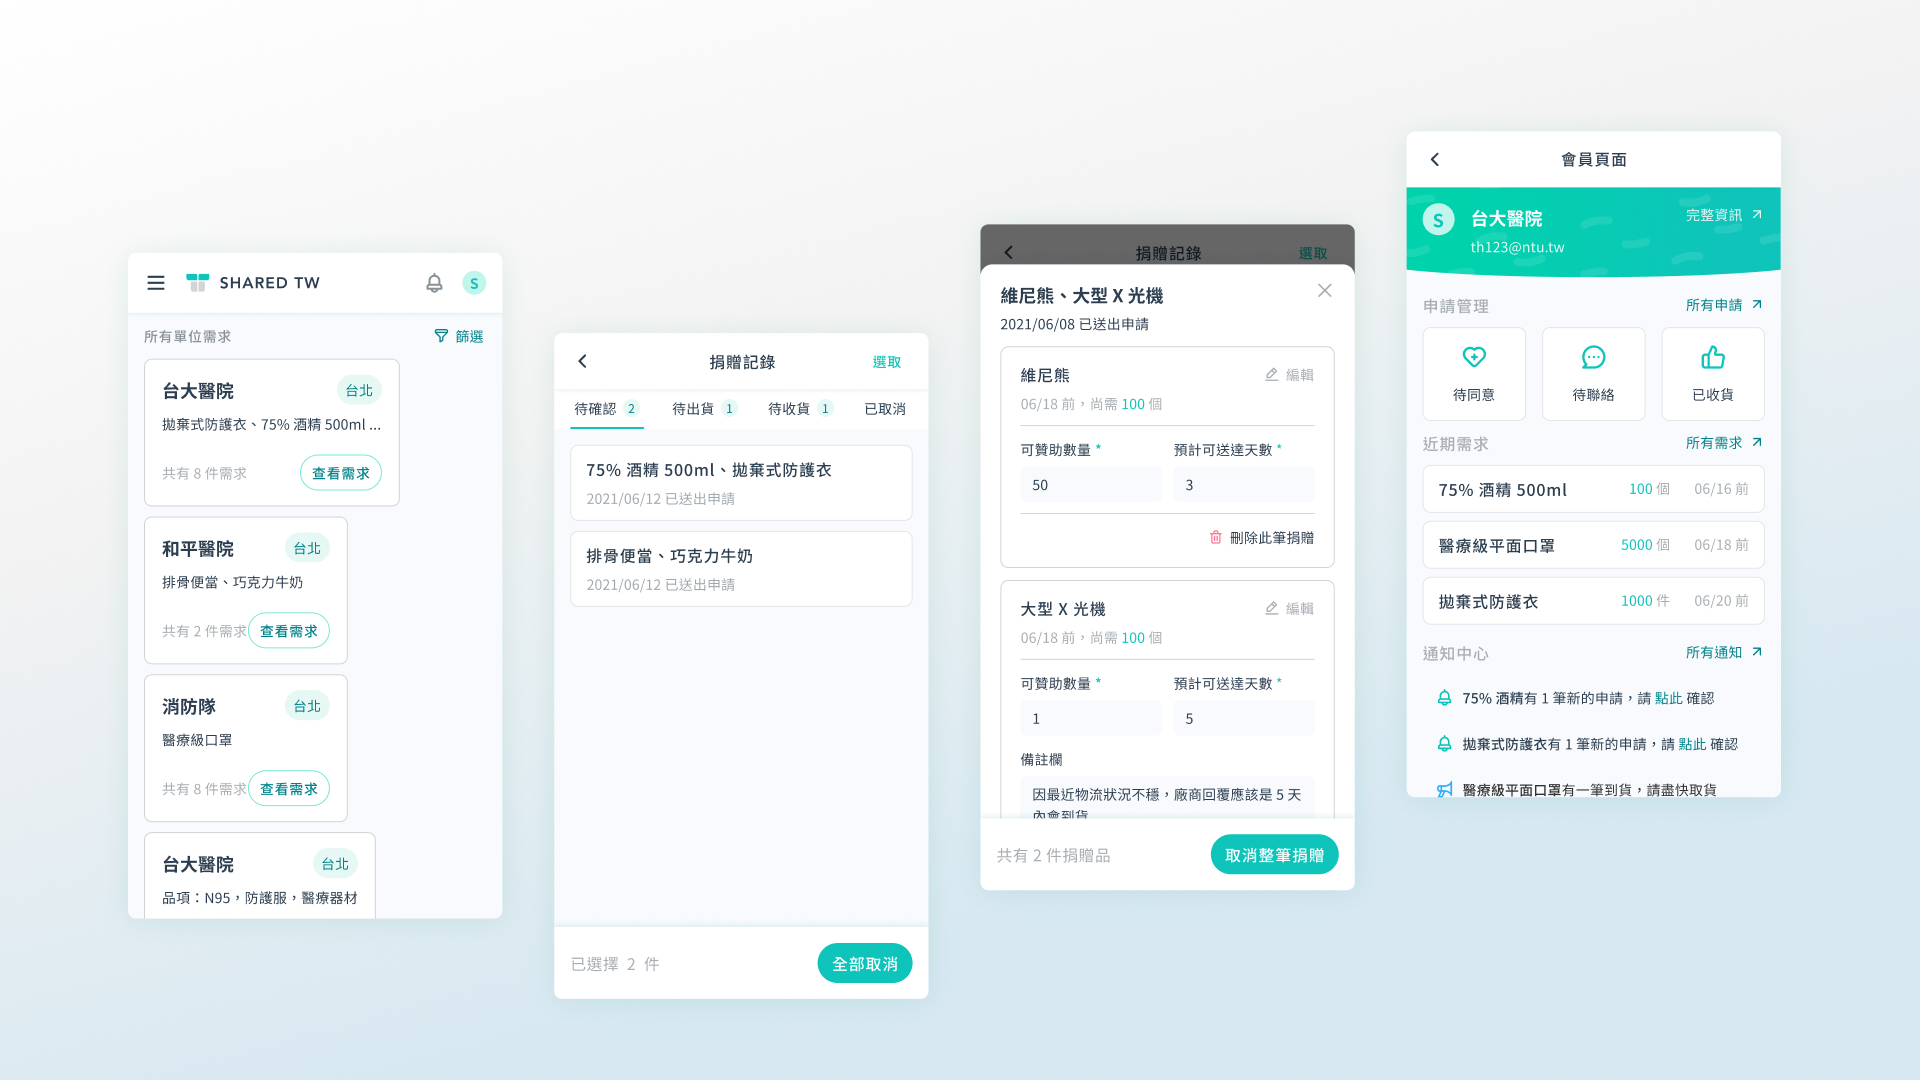 SHARED TW
S
所有單位需求
篩選
台大醫院
台北
拋棄式防護衣、75% 酒精 500ml ...
共有 8 件需求
查看需求
和平醫院
台北
排骨便當、巧克力牛奶
共有 2 件需求
查看需求
消防隊
台北
醫療級口罩
共有 8 件需求
查看需求
台大醫院
台北
品項：N95，防護服，醫療器材
捐贈記錄
選取
待確認 2
待出貨 1
待收貨 1
已取消
75% 酒精 500ml、拋棄式防護衣
2021/06/12 已送出申請
排骨便當、巧克力牛奶
2021/06/12 已送出申請
已選擇 2 件
全部取消
捐贈記錄
選取
維尼熊、大型 X 光機
2021/06/08 已送出申請
維尼熊
編輯
06/18 前，尚需 100 個
可贊助數量 *
預計可送達天數 *
50
3
刪除此筆捐贈
大型 X 光機
編輯
06/18 前，尚需 100 個
可贊助數量 *
預計可送達天數 *
1
5
備註欄
因最近物流狀況不穩，廠商回覆應該是 5 天
內會到貨
共有 2 件捐贈品
取消整筆捐贈
會員頁面
S
台大醫院
完整資訊
th123@ntu.tw
申請管理
所有申請
待同意
待聯絡
已收貨
近期需求
所有需求
75% 酒精 500ml
100 個
06/16 前
醫療級平面口罩
5000 個
06/18 前
拋棄式防護衣
1000 件
06/20 前
通知中心
所有通知
75% 酒精有 1 筆新的申請，請 點此 確認
拋棄式防護衣有 1 筆新的申請，請 點此 確認
醫療級平面口罩有一筆到貨，請盡快取貨